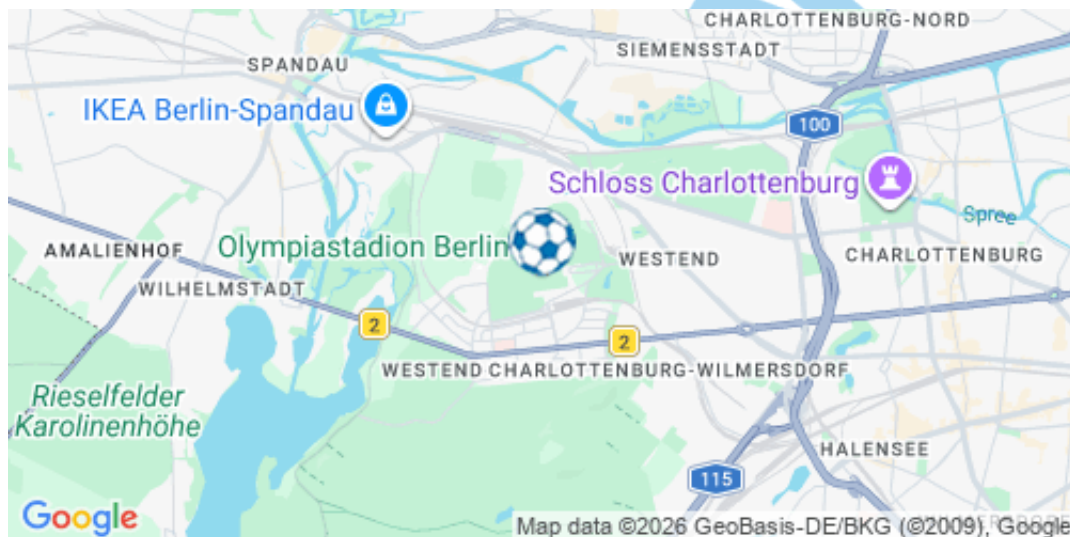 CHARLOTTENBURG-NORD
SIEMENSSTADT
SPANDAU
IKEA Berlin-Spandau
100
Schloss Charlottenburg
Spree
AMALIENHOF
Olympiastadion Berlin
WESTEND
CHARLOTTENBURG
WILHELMSTADT
2
2
WESTEND CHARLOTTENBURG-WILMERSDORF
Rieselfelder
Karolinenhöhe
HALENSEE
115
Google
Map data ©2026 GeoBasis-DE/BKG (©2009), Google